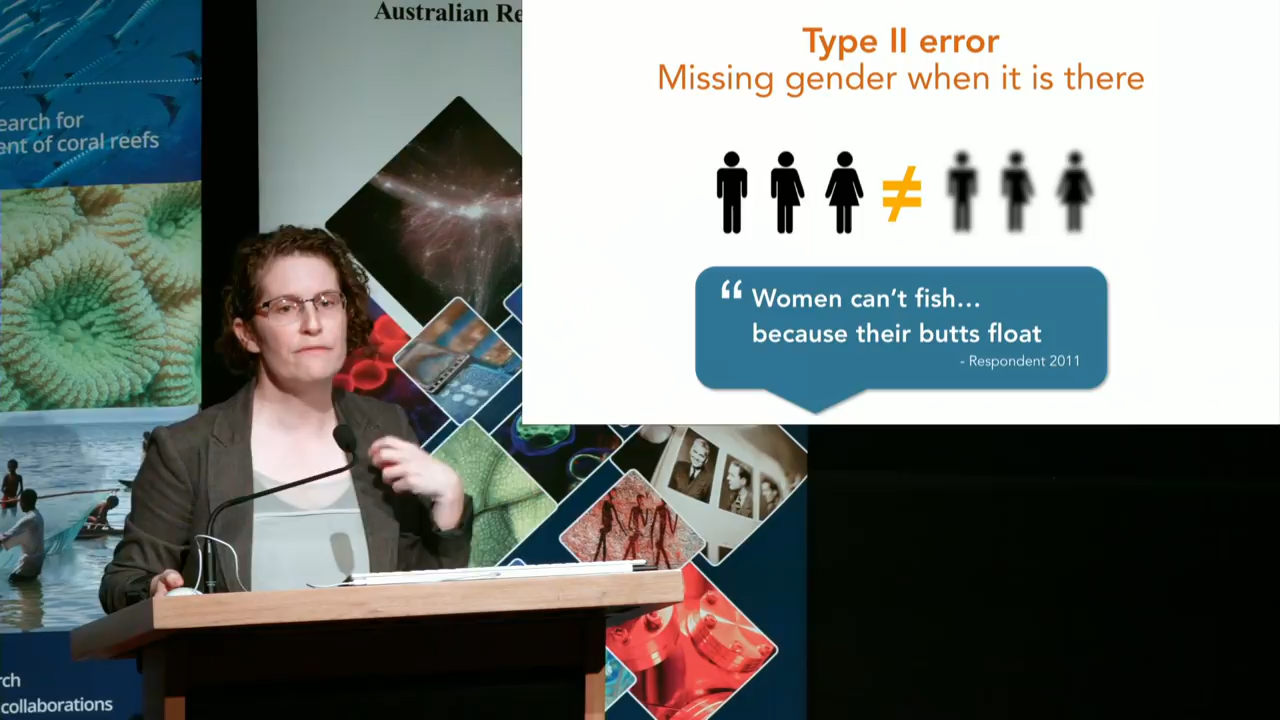 Australian Re
earch for
ent of coral reefs
rch
collaborations
Type II error
Missing gender when it is there
≠
“ Women can’t fish...
because their butts float
- Respondent 2011